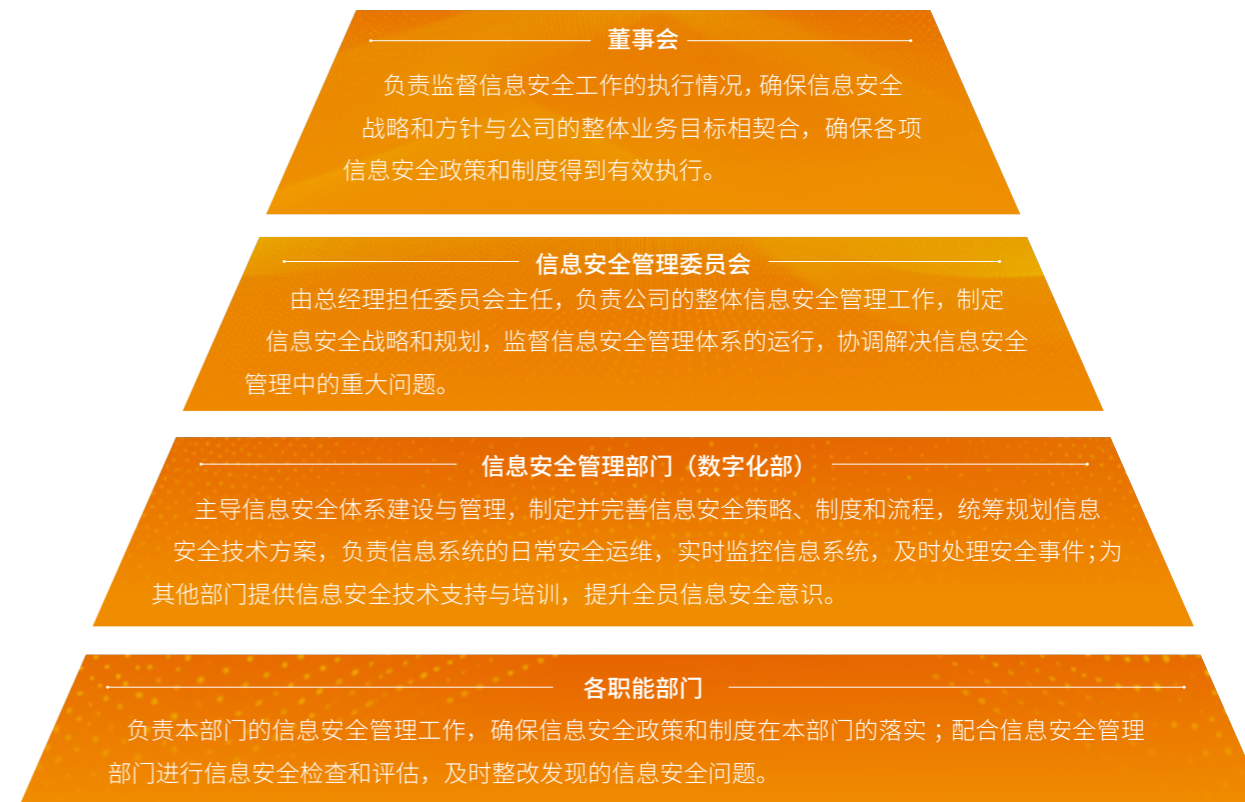 董事会
负责监督信息安全工作的执行情况，确保信息安全
战略和方针与公司的整体业务目标相契合，确保各项
信息安全政策和制度得到有效执行。
信息安全管理委员会
由总经理担任委员会主任，负责公司的整体信息安全管理工作，制定
信息安全战略和规划，监督信息安全管理体系的运行，协调解决信息安全
管理中的重大问题。
信息安全管理部门（数字化部）
主导信息安全体系建设与管理，制定并完善信息安全策略、制度和流程，统筹规划信息
安全技术方案，负责信息系统的日常安全运维，实时监控信息系统，及时处理安全事件；为
其他部门提供信息安全技术支持与培训，提升全员信息安全意识。
各职能部门
负责本部门的信息安全管理工作，确保信息安全政策和制度在本部门的落实；配合信息安全管理
部门进行信息安全检查和评估，及时整改发现的信息安全问题。